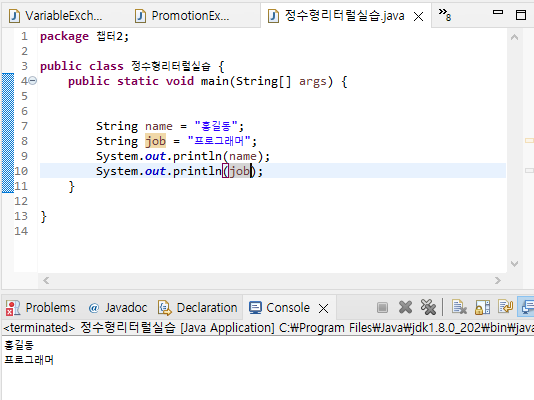 VariableExch... PromotionEx... 정수형리터럴실습.java »8
1 package 챕터2;
2
3 public class 정수형리터럴실습 {
4 public static void main(String[] args) {
5
6
7 String name = "홍길동";
8 String job = "프로그래머";
9 System.out.println(name);
10 System.out.println(job);
11 }
12
13 }
14
Problems @ Javadoc Declaration Console
<terminated> 정수형리터럴실습 [Java Application] C:₩Program Files₩Java₩jdk1.8.0_202₩bin₩java
홍길동
프로그래머